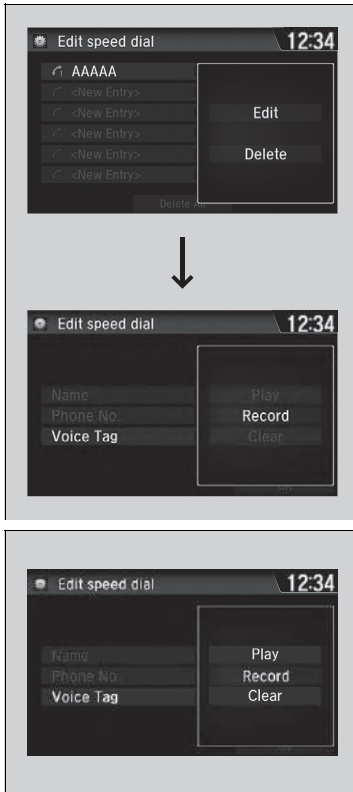 Edit speed dial 12:34
AAAAA
<New Entry>
<New Entry>
<New Entry>
<New Entry>
<New Entry>
Edit
Delete
Delete All
Edit speed dial 12:34
Name
Phone No.
Voice Tag
Play
Record
Clear
OK
Edit speed dial 12:34
Name
Phone No.
Voice Tag
Play
Record
Clear
OK